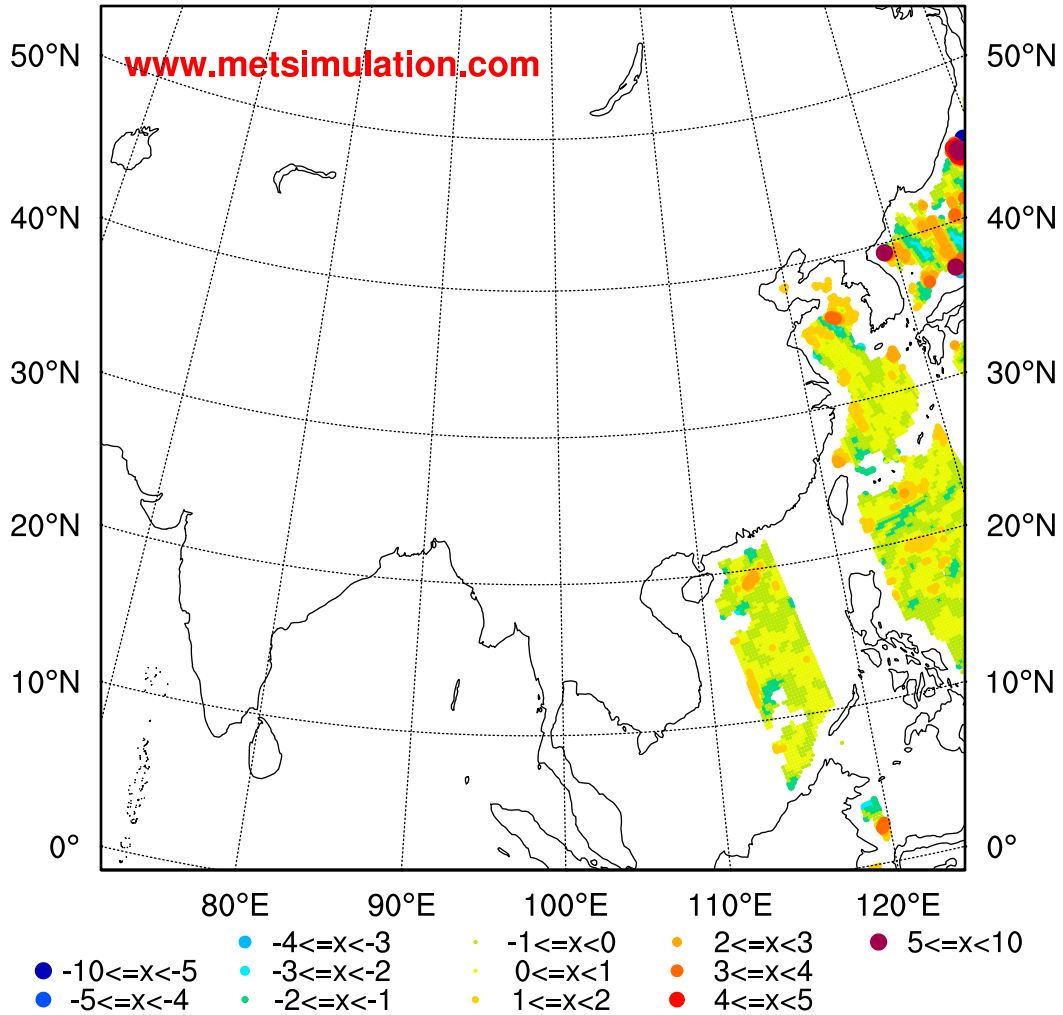 www.metsimulation.com
50°N 50°N
40°N 40°N
30°N 30°N
20°N 20°N
10°N 10°N
0° 0°
80°E 90°E 100°E 110°E 120°E
-4<=x<-3 -1<=x<0 2<=x<3 5<=x<10
-10<=x<-5 -3<=x<-2 0<=x<1 3<=x<4
-5<=x<-4 -2<=x<-1 1<=x<2 4<=x<5